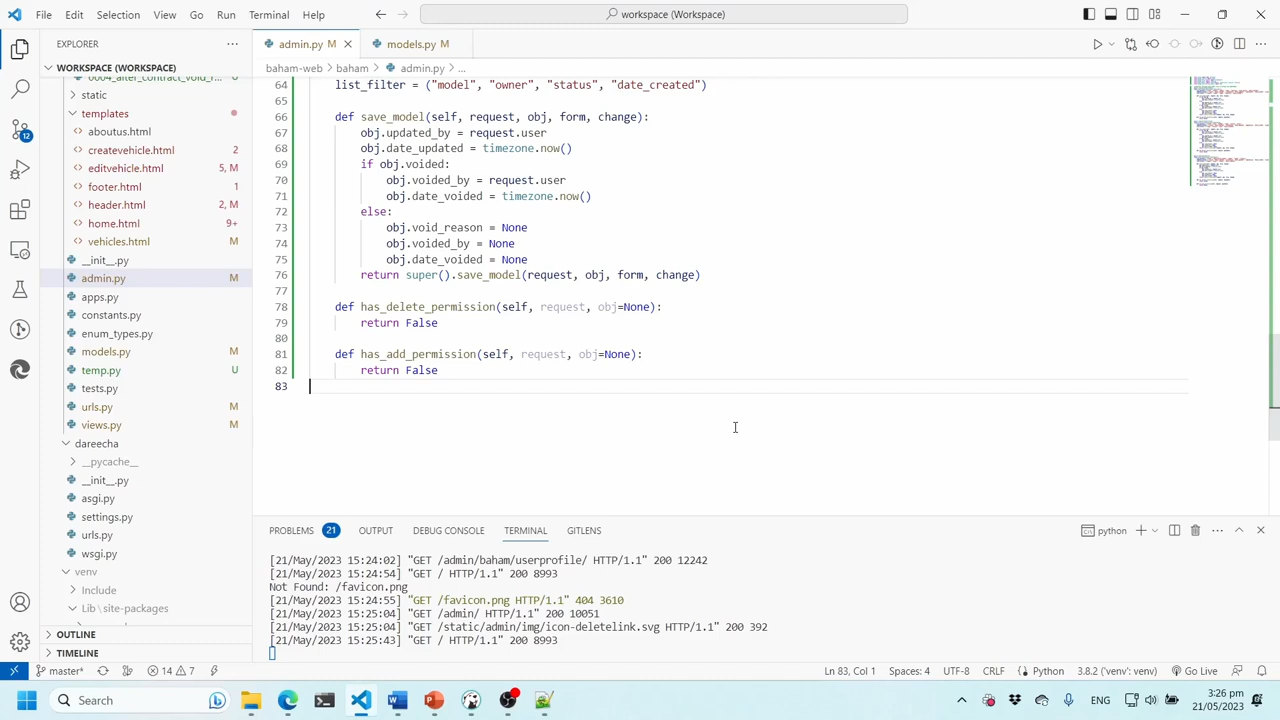 File Edit Selection View Go Run Terminal Help
workspace (Workspace)
EXPLORER
admin.py M
models.py M
WORKSPACE (WORKSPACE)
baham-web > baham > admin.py > ...
0004_alter_contract_void_r...
static
templates
aboutus.html
createvehicle.html 2
editvehicle.html 5, M
footer.html 1
header.html 2, M
home.html 9+
vehicles.html M
__init__.py
admin.py M
apps.py
constants.py
enum_types.py
models.py M
temp.py U
tests.py
urls.py M
views.py M
dareecha
__pycache__
__init__.py
asgi.py
settings.py
urls.py
wsgi.py
venv
Include
Lib \ site-packages
OUTLINE
TIMELINE
12
64 list_filter = ("model", "owner", "status", "date_created")
65
66 def save_model(self, request, obj, form, change):
67 obj.updated_by = request.user
68 obj.date_updated = timezone.now()
69 if obj.voided:
70 obj.voided_by = request.user
71 obj.date_voided = timezone.now()
72 else:
73 obj.void_reason = None
74 obj.voided_by = None
75 obj.date_voided = None
76 return super().save_model(request, obj, form, change)
77
78 def has_delete_permission(self, request, obj=None):
79 return False
80
81 def has_add_permission(self, request, obj=None):
82 return False
83
PROBLEMS 21 OUTPUT DEBUG CONSOLE TERMINAL GITLENS
python
[21/May/2023 15:24:02] "GET /admin/baham/userprofile/ HTTP/1.1" 200 12242
[21/May/2023 15:24:54] "GET / HTTP/1.1" 200 8993
Not Found: /favicon.png
[21/May/2023 15:24:55] "GET /favicon.png HTTP/1.1" 404 3610
[21/May/2023 15:25:04] "GET /admin/ HTTP/1.1" 200 10051
[21/May/2023 15:25:04] "GET /static/admin/img/icon-deletelink.svg HTTP/1.1" 200 392
[21/May/2023 15:25:43] "GET / HTTP/1.1" 200 8993
master* 14 7
Ln 83, Col 1 Spaces: 4 UTF-8 CRLF Python 3.8.2 ('venv': venv) Go Live
Search
ENG
3:26 pm
21/05/2023